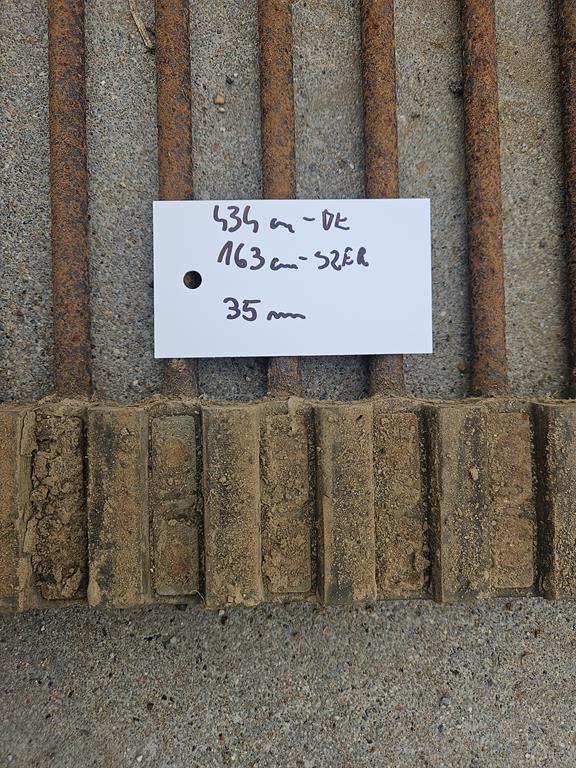 434 cm - DŁ
163 cm - SZER
35 mm